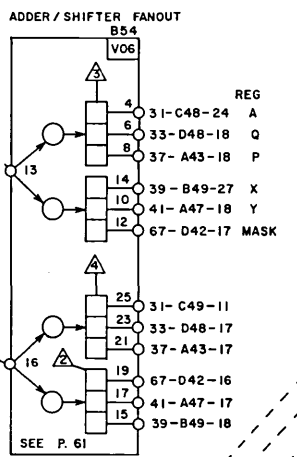 ADDER/SHIFTER FANOUT
B54
V06
3
REG
4 31-C48-24 A
6 33-D48-18 Q
8 37-A43-18 P
13
14 39-B49-27 X
10 41-A47-18 Y
12 67-D42-17 MASK
4
25 31-C49-11
23 33-D48-17
21 37-A43-17
16
2
19 67-D42-16
17 41-A47-17
15 39-B49-18
SEE P. 61